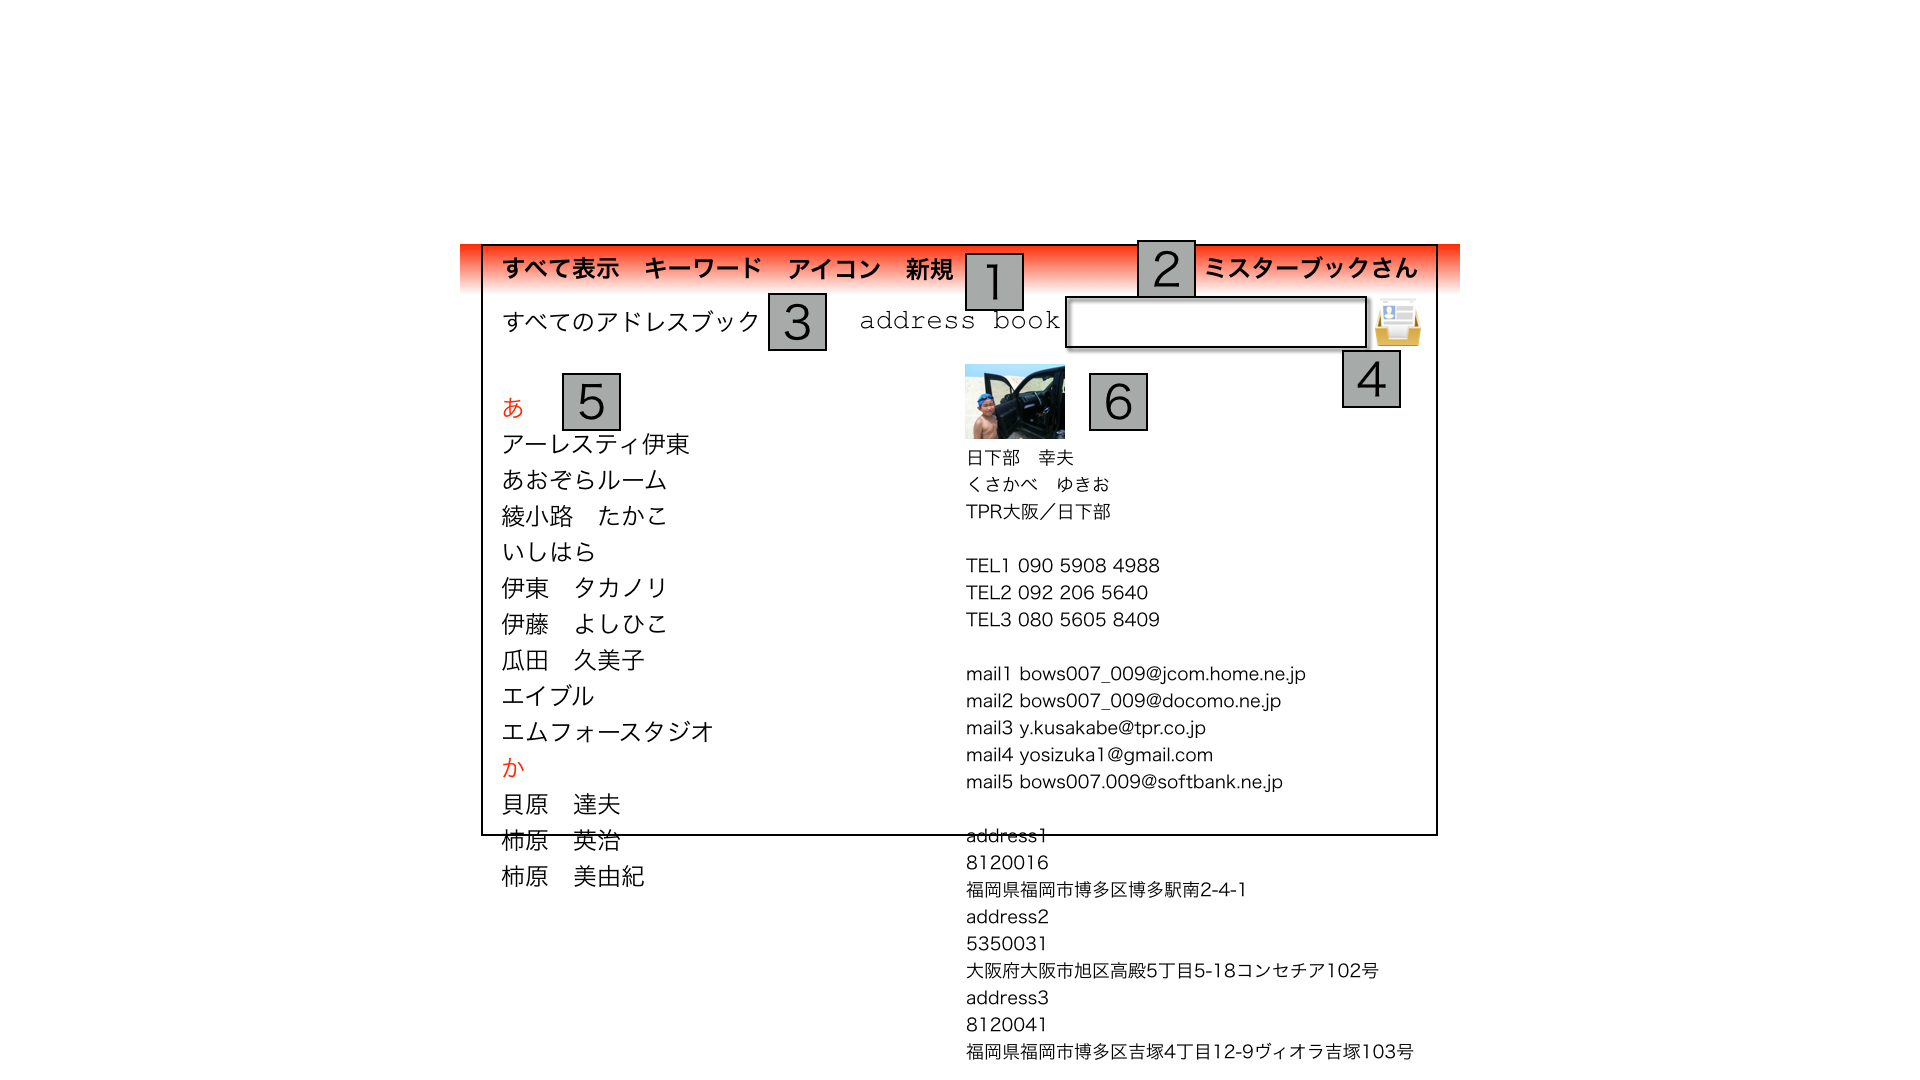 すべて表示 キーワード アイコン 新規 1 2 ミスターブックさん
すべてのアドレスブック 3 address book
4
5
6
あ
アーレスティ伊東
あおぞらルーム
綾小路 たかこ
いしはら
伊東 タカノリ
伊藤 よしひこ
瓜田 久美子
エイブル
エムフォースタジオ
か
貝原 達夫
柿原 英治
柿原 美由紀
日下部 幸夫
くさかべ ゆきお
TPR大阪／日下部
TEL1 090 5908 4988
TEL2 092 206 5640
TEL3 080 5605 8409
mail1 bows007_009@jcom.home.ne.jp
mail2 bows007_009@docomo.ne.jp
mail3 y.kusakabe@tpr.co.jp
mail4 yosizuka1@gmail.com
mail5 bows007.009@softbank.ne.jp
address1
8120016
福岡県福岡市博多区博多駅南2-4-1
address2
5350031
大阪府大阪市旭区高殿5丁目5-18コンセチア102号
address3
8120041
福岡県福岡市博多区吉塚4丁目12-9ヴィオラ吉塚103号